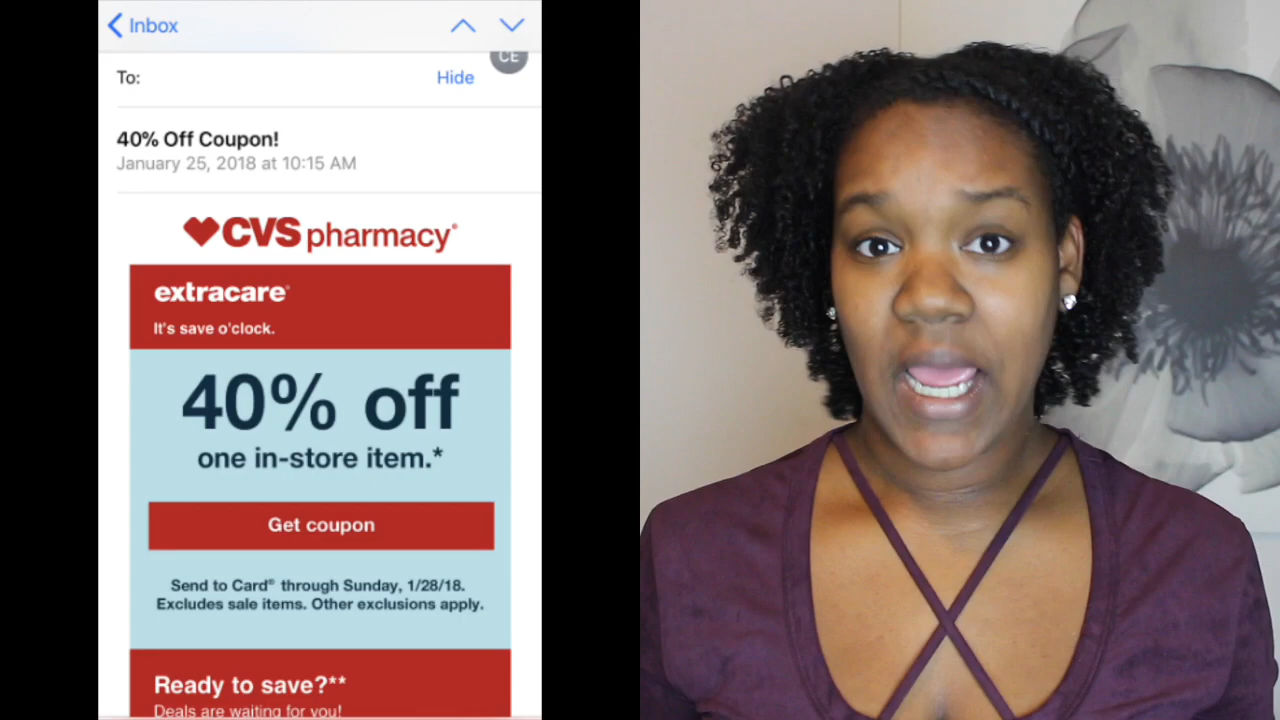 Inbox
CE
To:
Hide
40% Off Coupon!
January 25, 2018 at 10:15 AM
CVS pharmacy®
extracare®
It's save o'clock.
40% off
one in-store item.*
Get coupon
Send to Card® through Sunday, 1/28/18.
Excludes sale items. Other exclusions apply.
Ready to save?**
Deals are waiting for you!